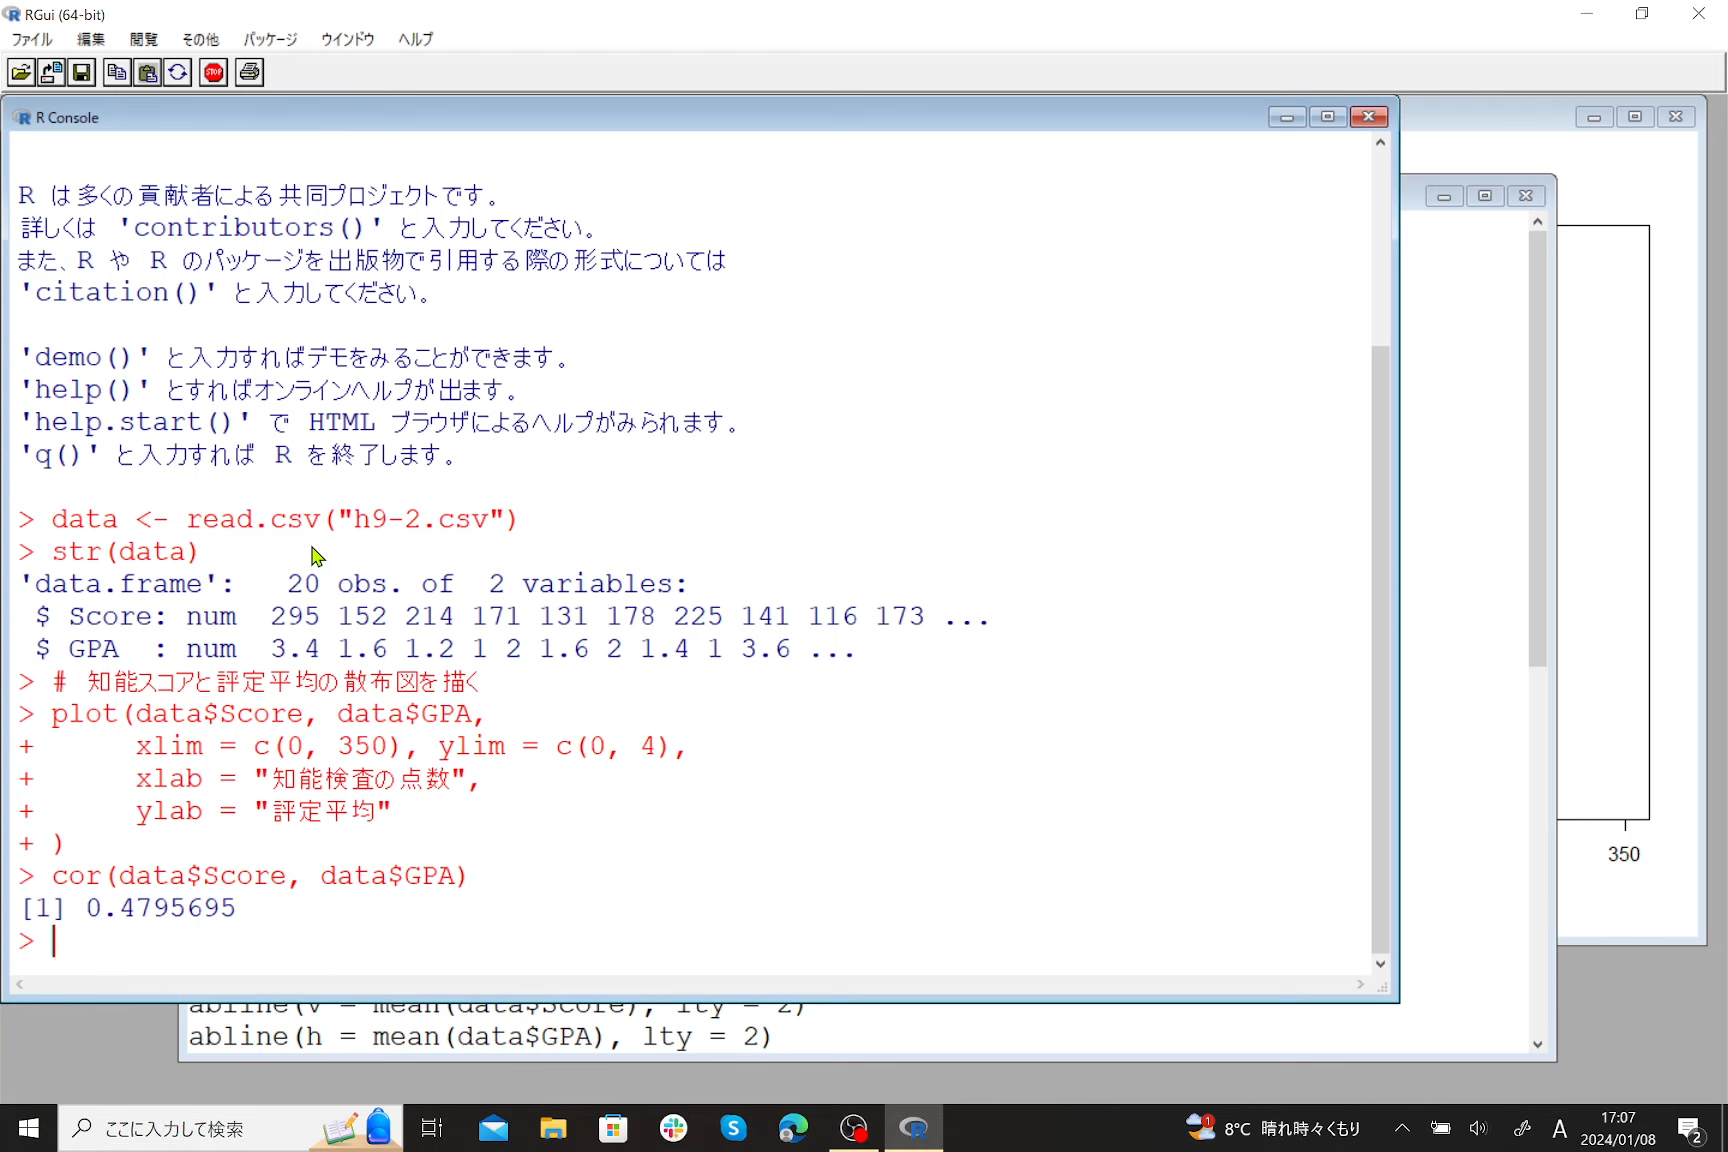 RGui (64-bit)
ファイル 編集 閲覧 その他 パッケージ ウインドウ ヘルプ
STOP
R Console
R は多くの貢献者による共同プロジェクトです。
詳しくは 'contributors()' と入力してください。
また、R や R のパッケージを出版物で引用する際の形式については
'citation()' と入力してください。
'demo()' と入力すればデモをみることができます。
'help()' とすればオンラインヘルプが出ます。
'help.start()' で HTML ブラウザによるヘルプがみられます。
'q()' と入力すれば R を終了します。
> data <- read.csv("h9-2.csv")
> str(data)
'data.frame':   20 obs. of  2 variables:
 $ Score: num  295 152 214 171 131 178 225 141 116 173 ...
 $ GPA  : num  3.4 1.6 1.2 1 2 1.6 2 1.4 1 3.6 ...
> # 知能スコアと評定平均の散布図を描く
> plot(data$Score, data$GPA,
+      xlim = c(0, 350), ylim = c(0, 4),
+      xlab = "知能検査の点数",
+      ylab = "評定平均"
+ )
> cor(data$Score, data$GPA)
[1] 0.4795695
>
350
abline(v = mean(data$Score), lty = 2)
abline(h = mean(data$GPA), lty = 2)
ここに入力して検索
1
8°C 晴れ時々くもり
A
17:07
2024/01/08
2